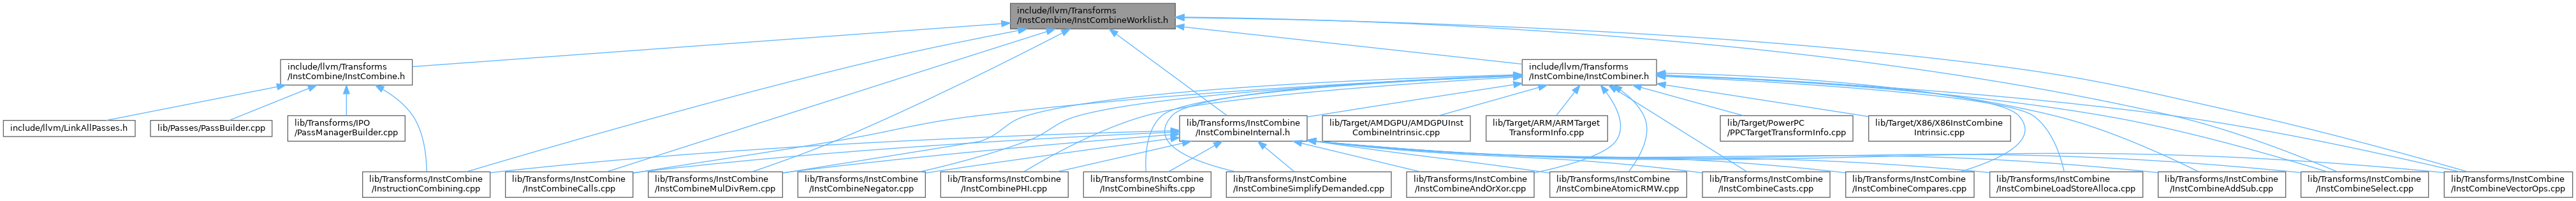 include/llvm/Transforms
/InstCombine/InstCombineWorklist.h
include/llvm/Transforms
/InstCombine/InstCombine.h
include/llvm/Transforms
/InstCombine/InstCombiner.h
include/llvm/LinkAllPasses.h
lib/Passes/PassBuilder.cpp
lib/Transforms/IPO
/PassManagerBuilder.cpp
lib/Transforms/InstCombine
/InstCombineInternal.h
lib/Target/AMDGPU/AMDGPUInst
CombineIntrinsic.cpp
lib/Target/ARM/ARMTarget
TransformInfo.cpp
lib/Target/PowerPC
/PPCTargetTransformInfo.cpp
lib/Target/X86/X86InstCombine
Intrinsic.cpp
lib/Transforms/InstCombine
/InstructionCombining.cpp
lib/Transforms/InstCombine
/InstCombineCalls.cpp
lib/Transforms/InstCombine
/InstCombineMulDivRem.cpp
lib/Transforms/InstCombine
/InstCombineNegator.cpp
lib/Transforms/InstCombine
/InstCombinePHI.cpp
lib/Transforms/InstCombine
/InstCombineShifts.cpp
lib/Transforms/InstCombine
/InstCombineSimplifyDemanded.cpp
lib/Transforms/InstCombine
/InstCombineAndOrXor.cpp
lib/Transforms/InstCombine
/InstCombineAtomicRMW.cpp
lib/Transforms/InstCombine
/InstCombineCasts.cpp
lib/Transforms/InstCombine
/InstCombineCompares.cpp
lib/Transforms/InstCombine
/InstCombineLoadStoreAlloca.cpp
lib/Transforms/InstCombine
/InstCombineAddSub.cpp
lib/Transforms/InstCombine
/InstCombineSelect.cpp
lib/Transforms/InstCombine
/InstCombineVectorOps.cpp